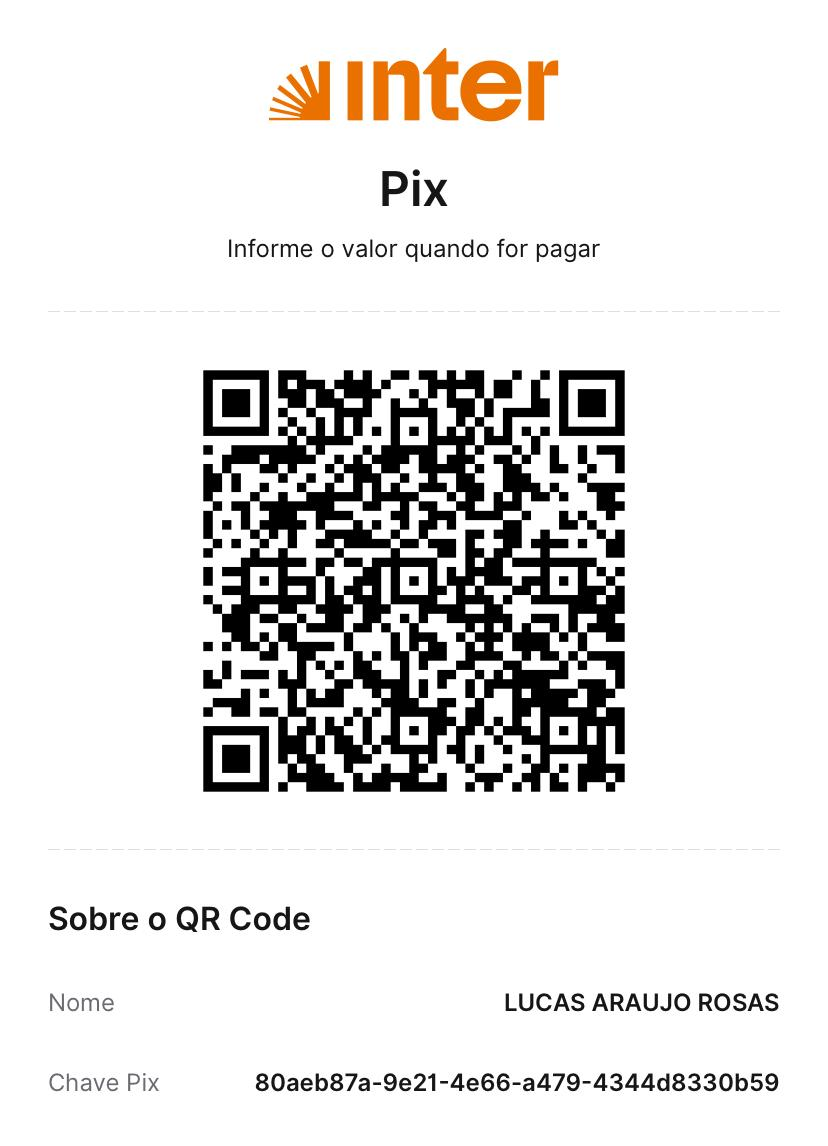 inter
Pix
Informe o valor quando for pagar
Sobre o QR Code
Nome LUCAS ARAUJO ROSAS
Chave Pix 80aeb87a-9e21-4e66-a479-4344d8330b59